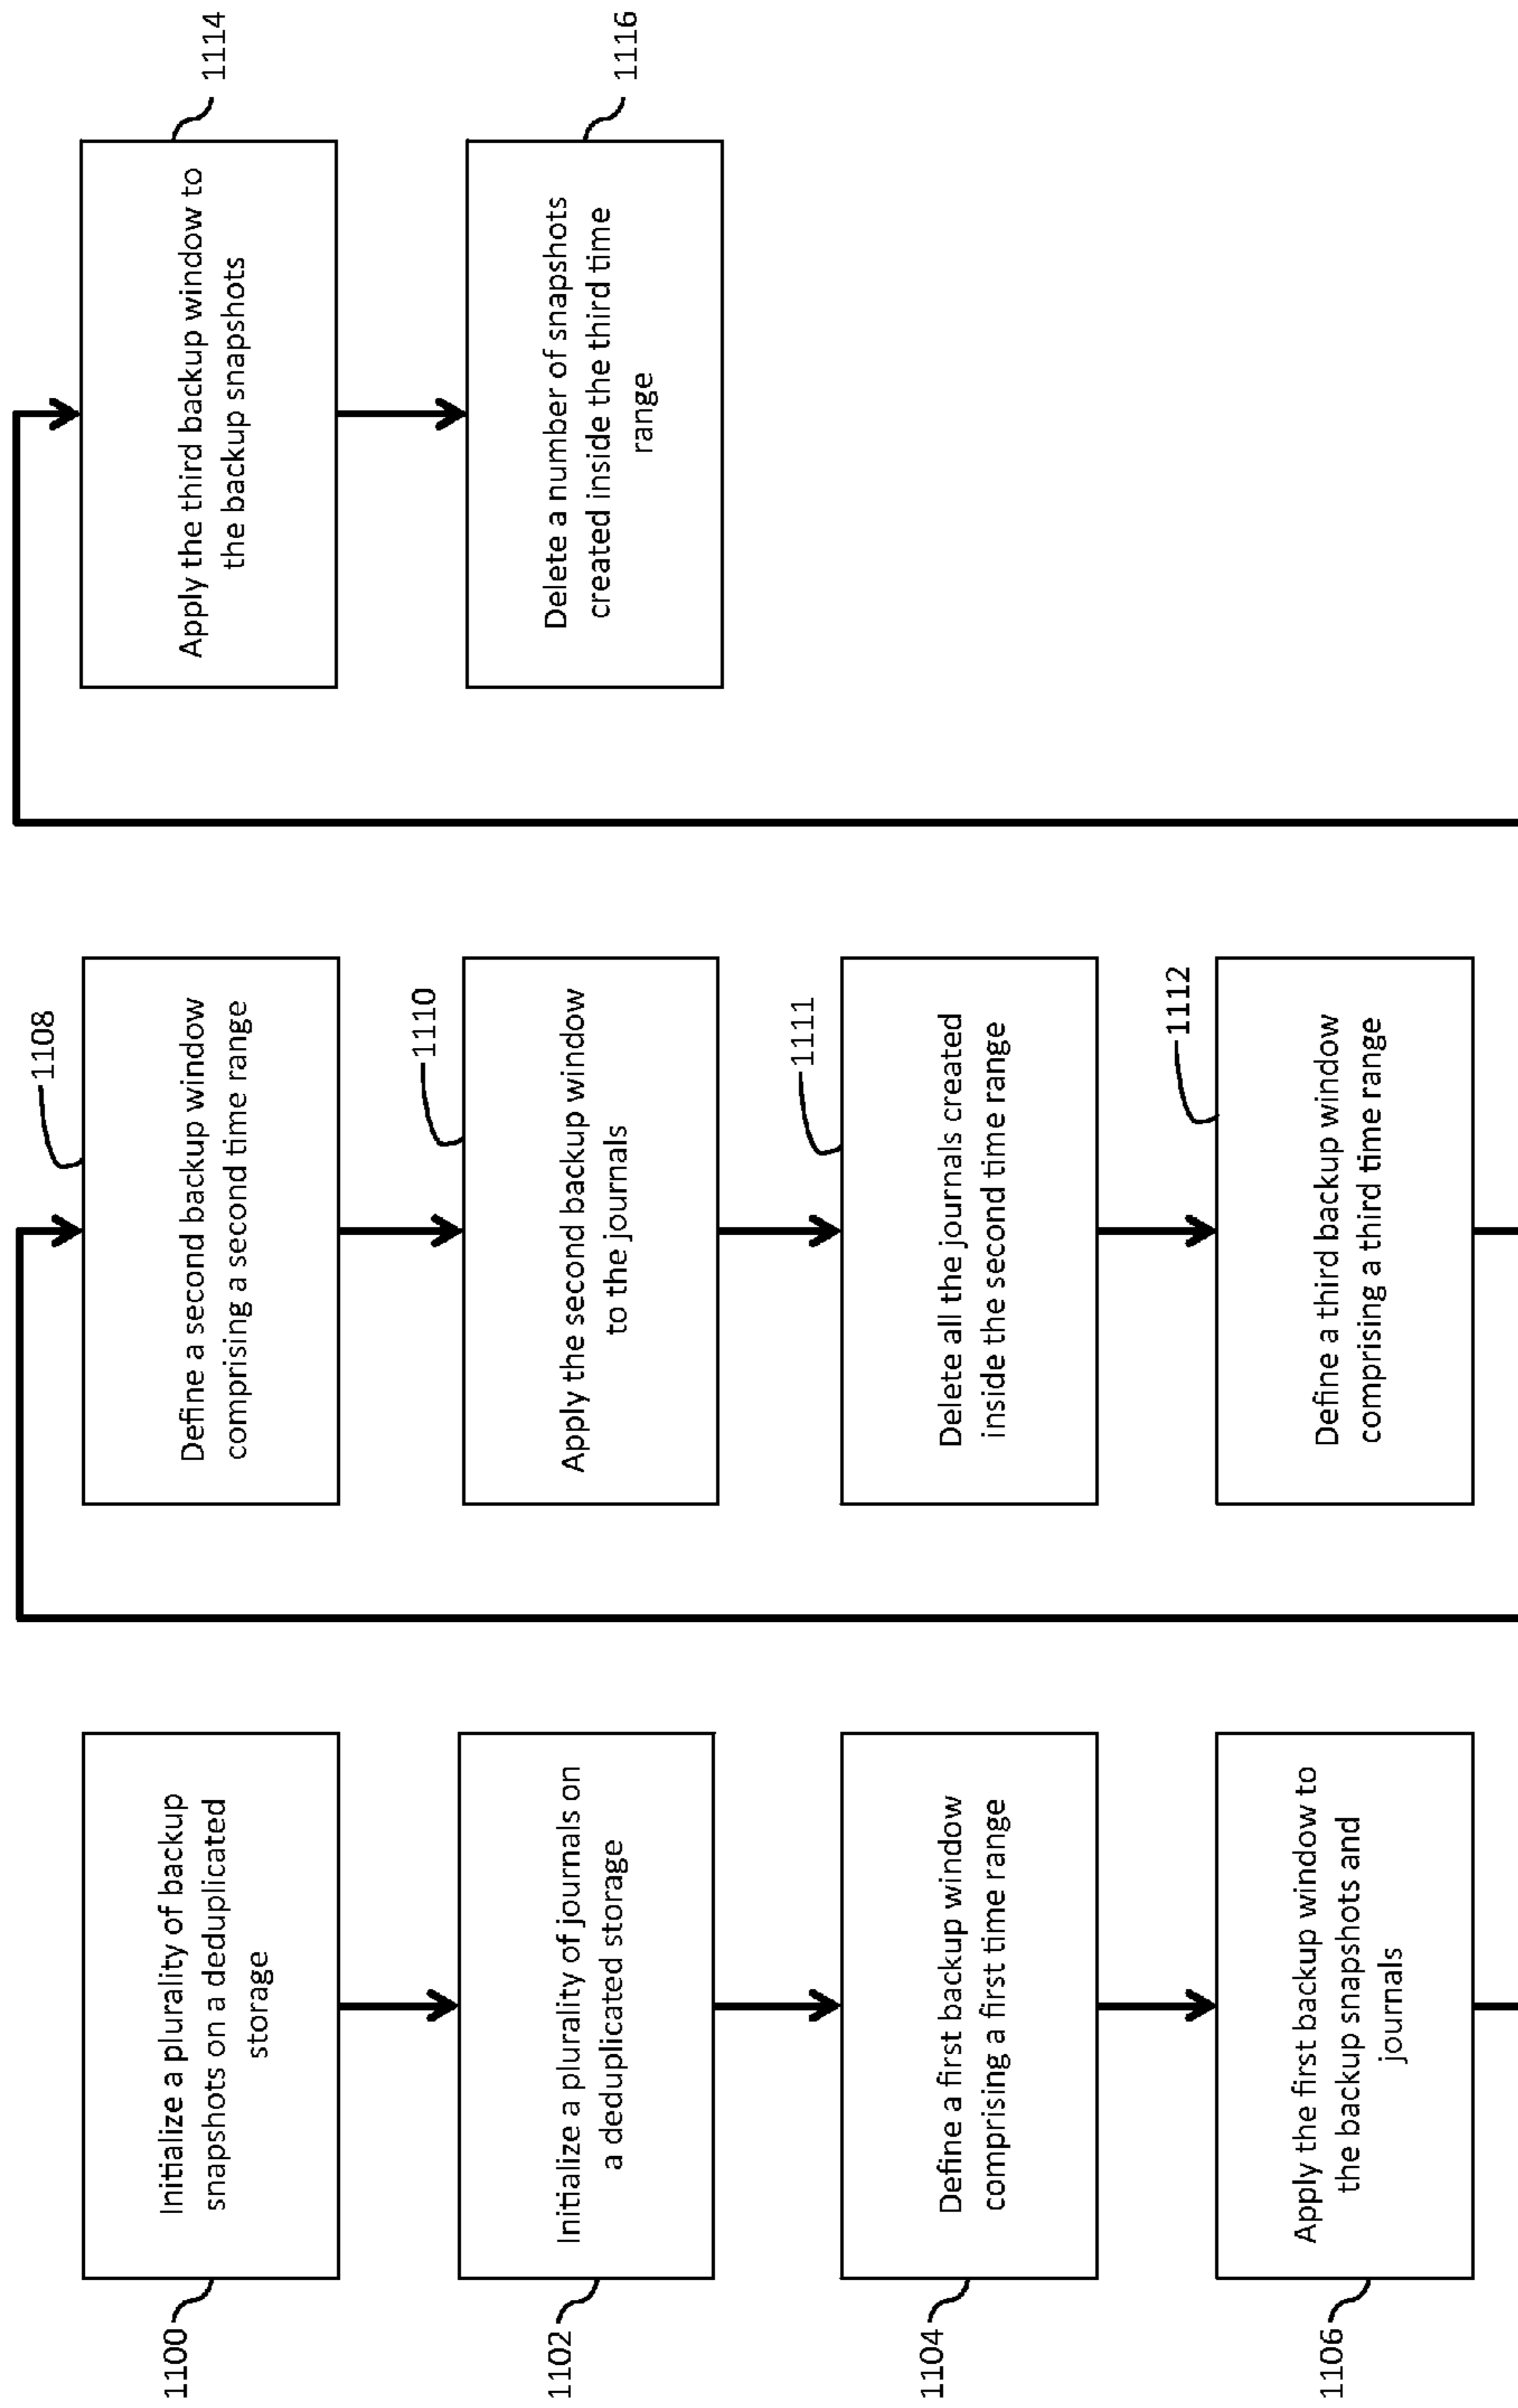 1100
Initialize a plurality of backup
snapshots on a deduplicated
storage
1102
Initialize a plurality of journals on
a deduplicated storage
1104
Define a first backup window
comprising a first time range
1106
Apply the first backup window to
the backup snapshots and
journals
1108
Define a second backup window
comprising a second time range
1110
Apply the second backup window
to the journals
1111
Delete all the journals created
inside the second time range
1112
Define a third backup window
comprising a third time range
1114
Apply the third backup window to
the backup snapshots
1116
Delete a number of snapshots
created inside the third time
range